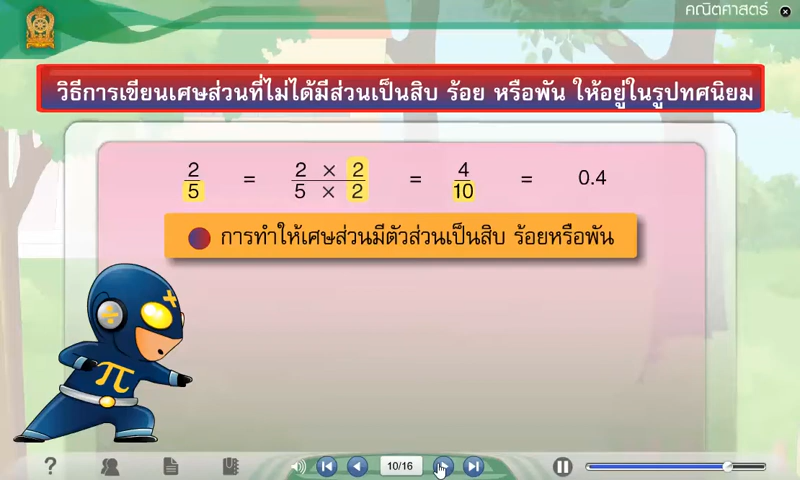 คณิตศาสตร์
วิธีการเขียนเศษส่วนที่ไม่ได้มีส่วนเป็นสิบ ร้อย หรือพัน ให้อยู่ในรูปทศนิยม
2/5 = 2 × 2/5 × 2 = 4/10 = 0.4
การทำให้เศษส่วนมีตัวส่วนเป็นสิบ ร้อยหรือพัน
÷ +
π
? 10/16